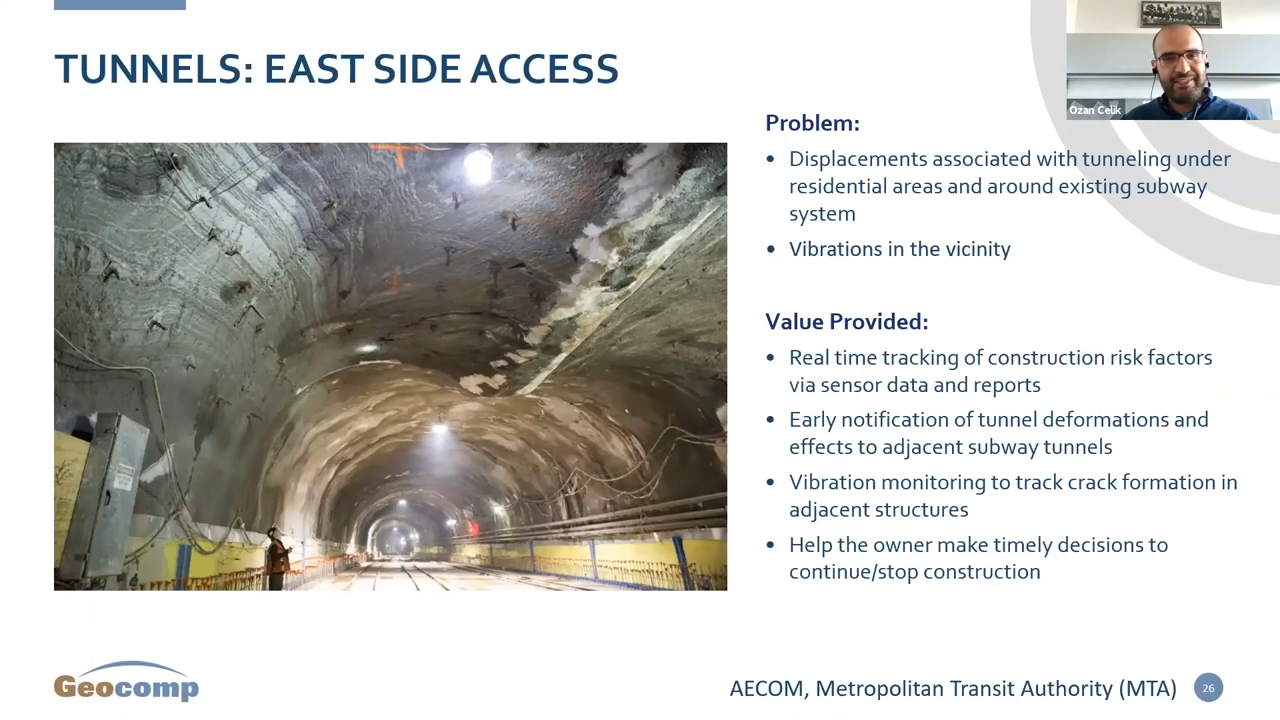 TUNNELS: EAST SIDE ACCESS
Ozan Celik
Problem:
• Displacements associated with tunneling under
residential areas and around existing subway
system
• Vibrations in the vicinity
Value Provided:
• Real time tracking of construction risk factors
via sensor data and reports
• Early notification of tunnel deformations and
effects to adjacent subway tunnels
• Vibration monitoring to track crack formation in
adjacent structures
• Help the owner make timely decisions to
continue/stop construction
Geocomp
AECOM, Metropolitan Transit Authority (MTA)
26